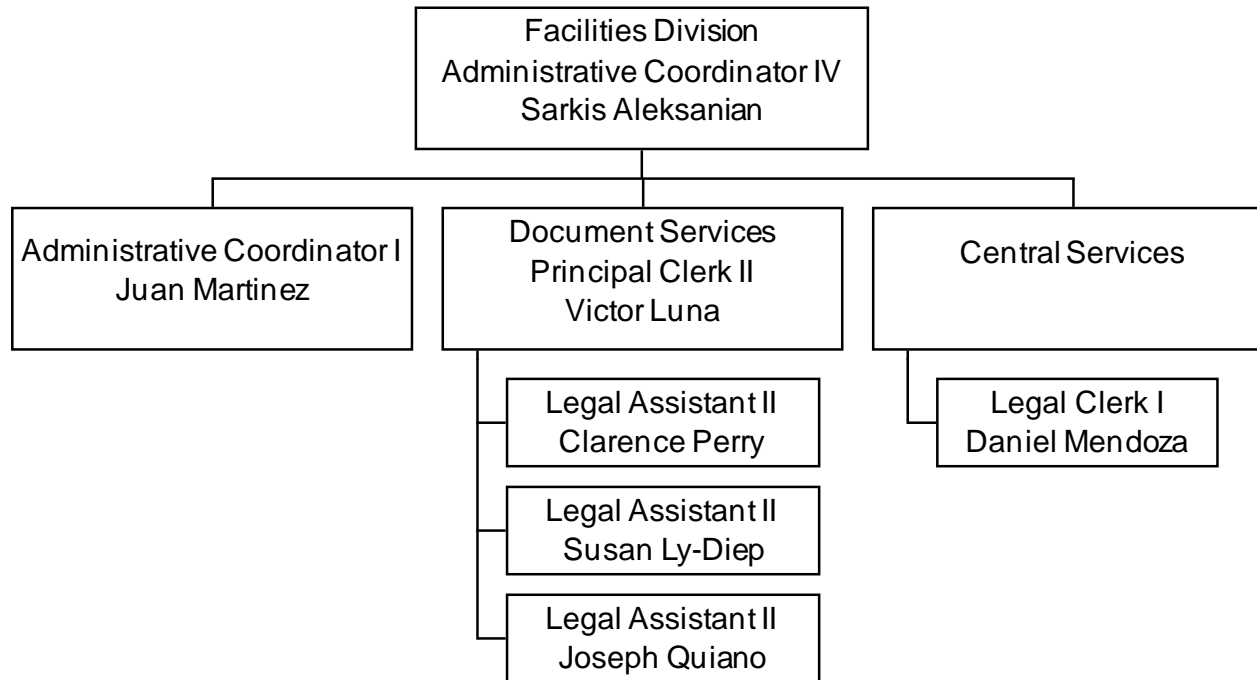 Facilities Division
Administrative Coordinator IV
Sarkis Aleksanian
Administrative Coordinator I
Juan Martinez
Document Services
Principal Clerk II
Victor Luna
Central Services
Legal Assistant II
Clarence Perry
Legal Assistant II
Susan Ly-Diep
Legal Assistant II
Joseph Quiano
Legal Clerk I
Daniel Mendoza